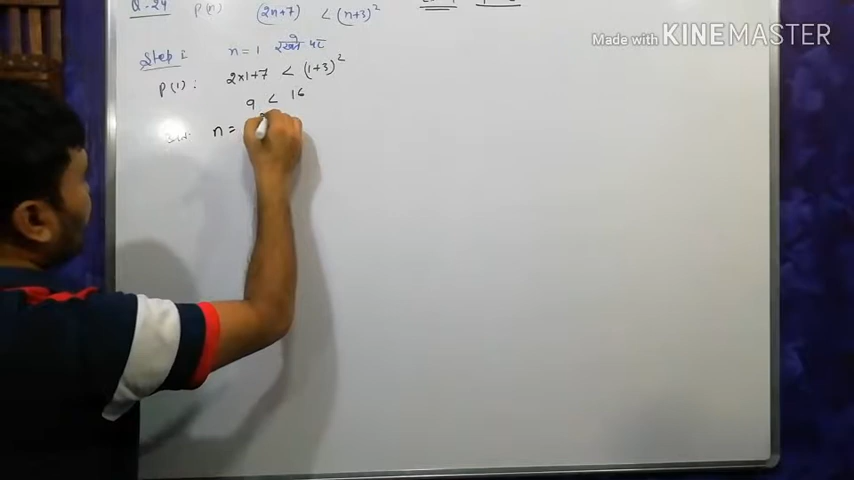 Q.24 P(n) (2n+7) < (n+3)²
Made with KINEMASTER
Step I n = 1 रखने पर
P(1) : 2×1+7 < (1+3)²
9 < 16
n =